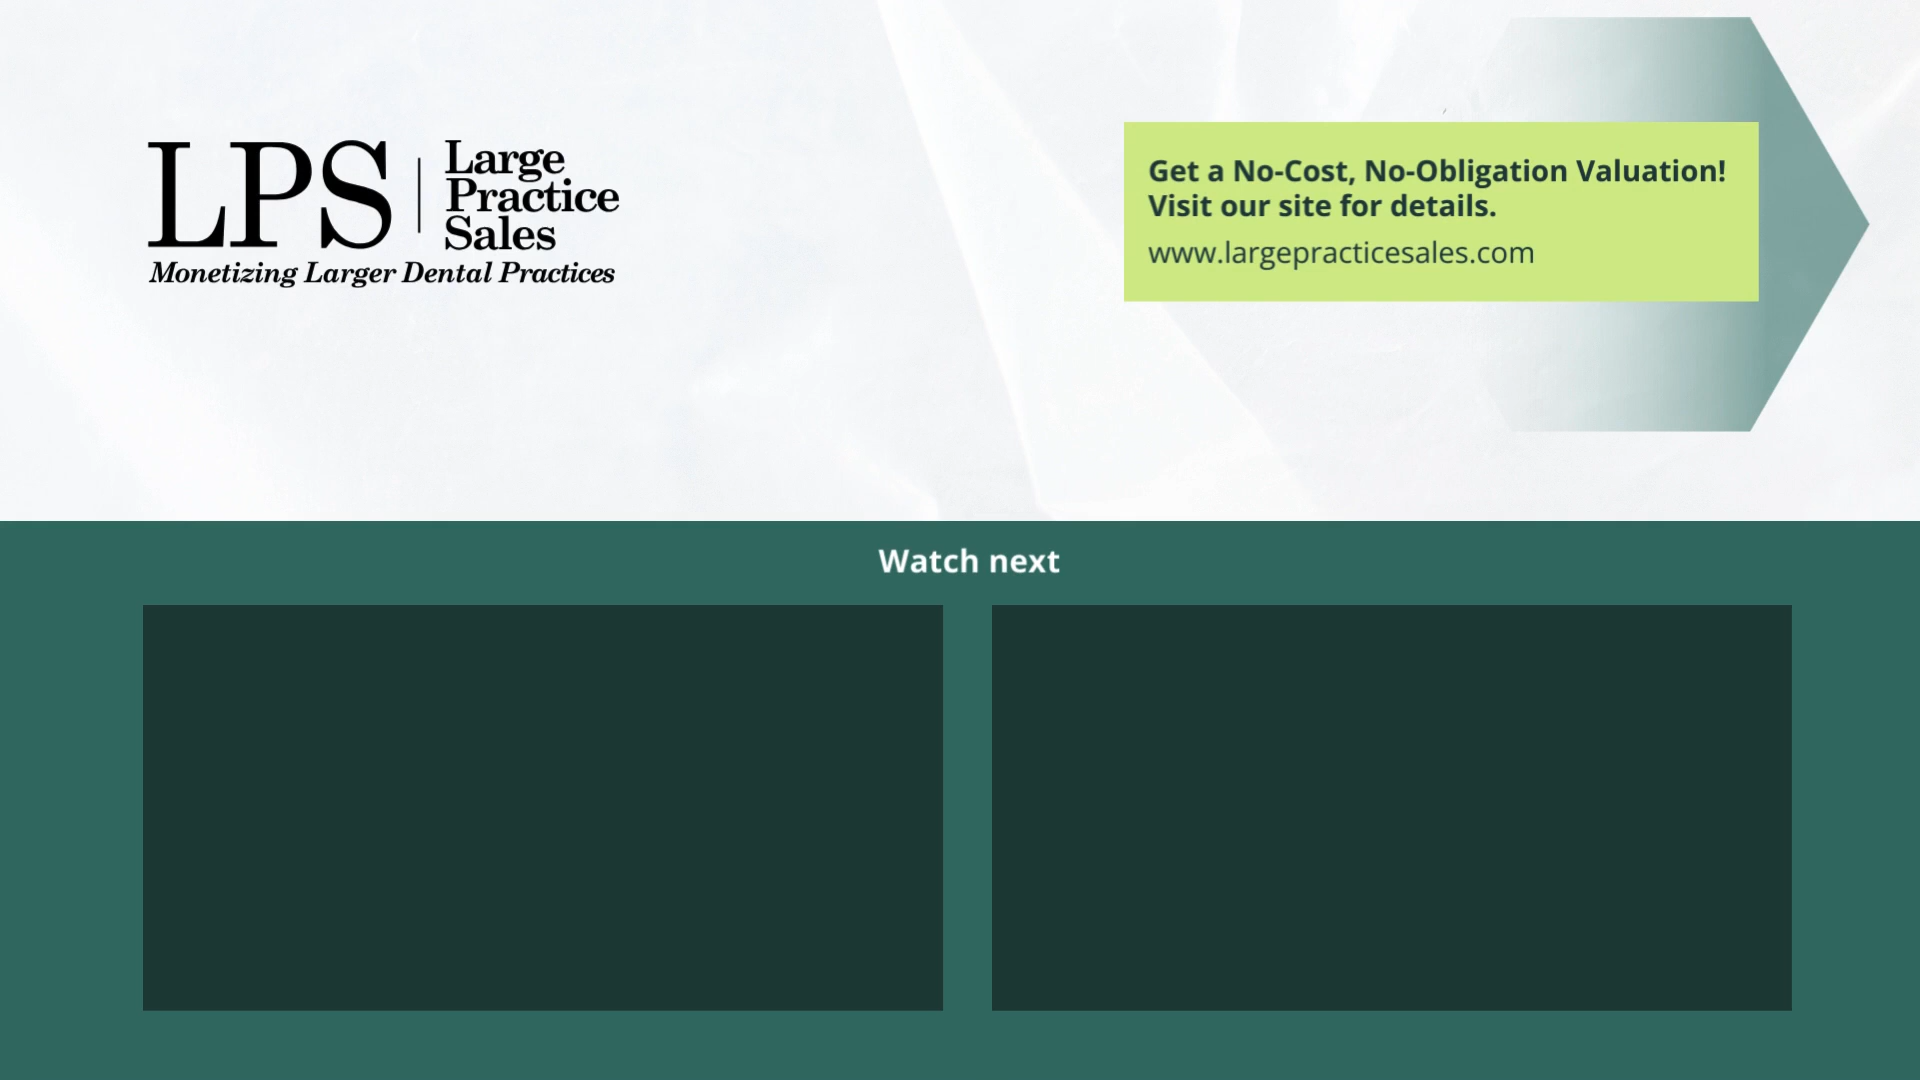 LPS
Large
Practice
Sales
Monetizing Larger Dental Practices
Get a No-Cost, No-Obligation Valuation!
Visit our site for details.
www.largepracticesales.com
Watch next